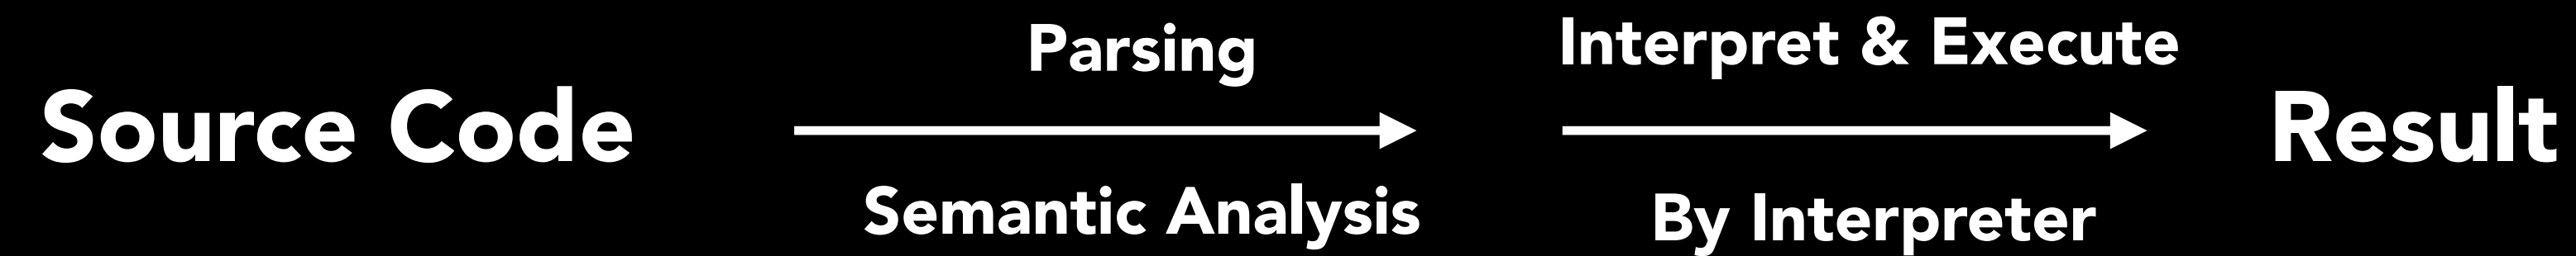 Source Code
Parsing
Semantic Analysis
Interpret & Execute
By Interpreter
Result